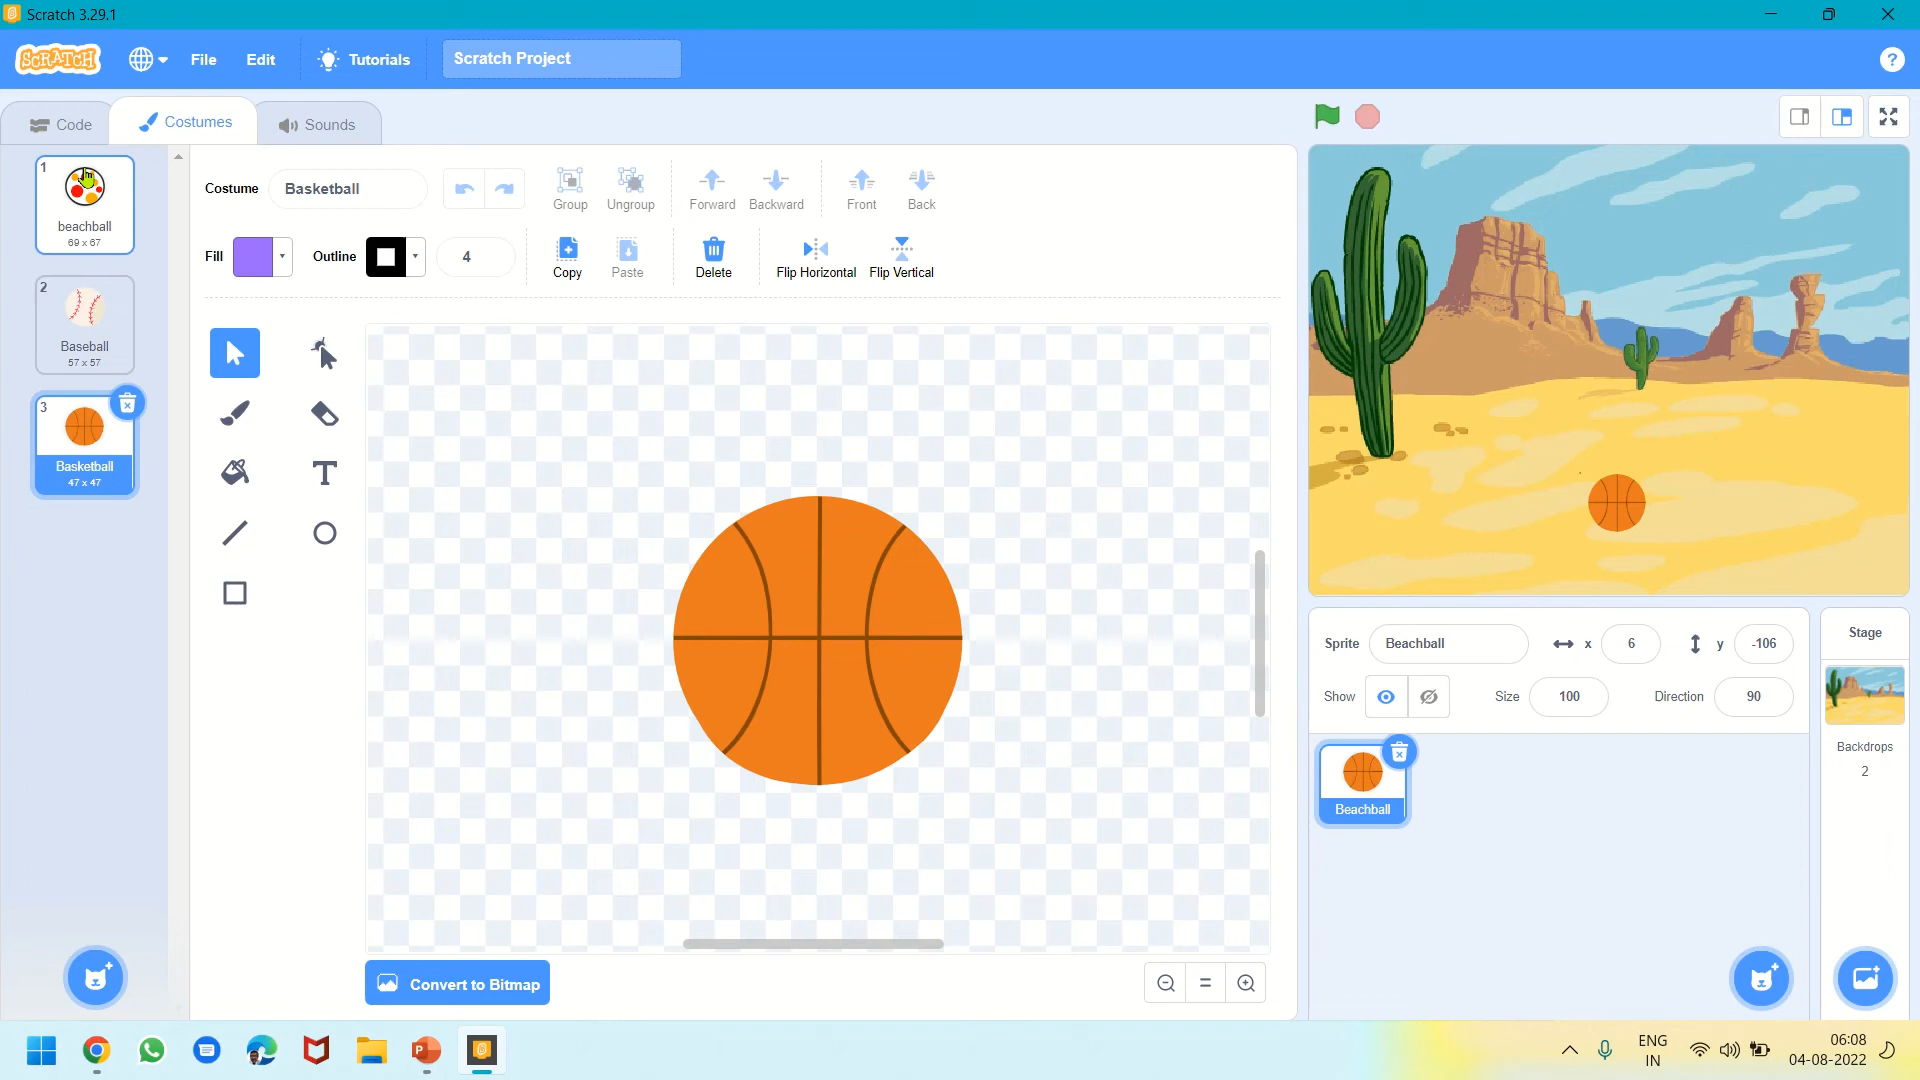 Scratch 3.29.1
SCRATCH
File
Edit
Tutorials
Scratch Project
?
Code
Costumes
Sounds
1
beachball
69 x 67
2
Baseball
57 x 57
3
Basketball
47 x 47
Costume
Basketball
Group
Ungroup
Forward
Backward
Front
Back
Fill
Outline
4
Copy
Paste
Delete
Flip Horizontal
Flip Vertical
T
Convert to Bitmap
Sprite
Beachball
x
6
y
-106
Show
Size
100
Direction
90
Beachball
Stage
Backdrops
2
ENG
IN
06:08
04-08-2022